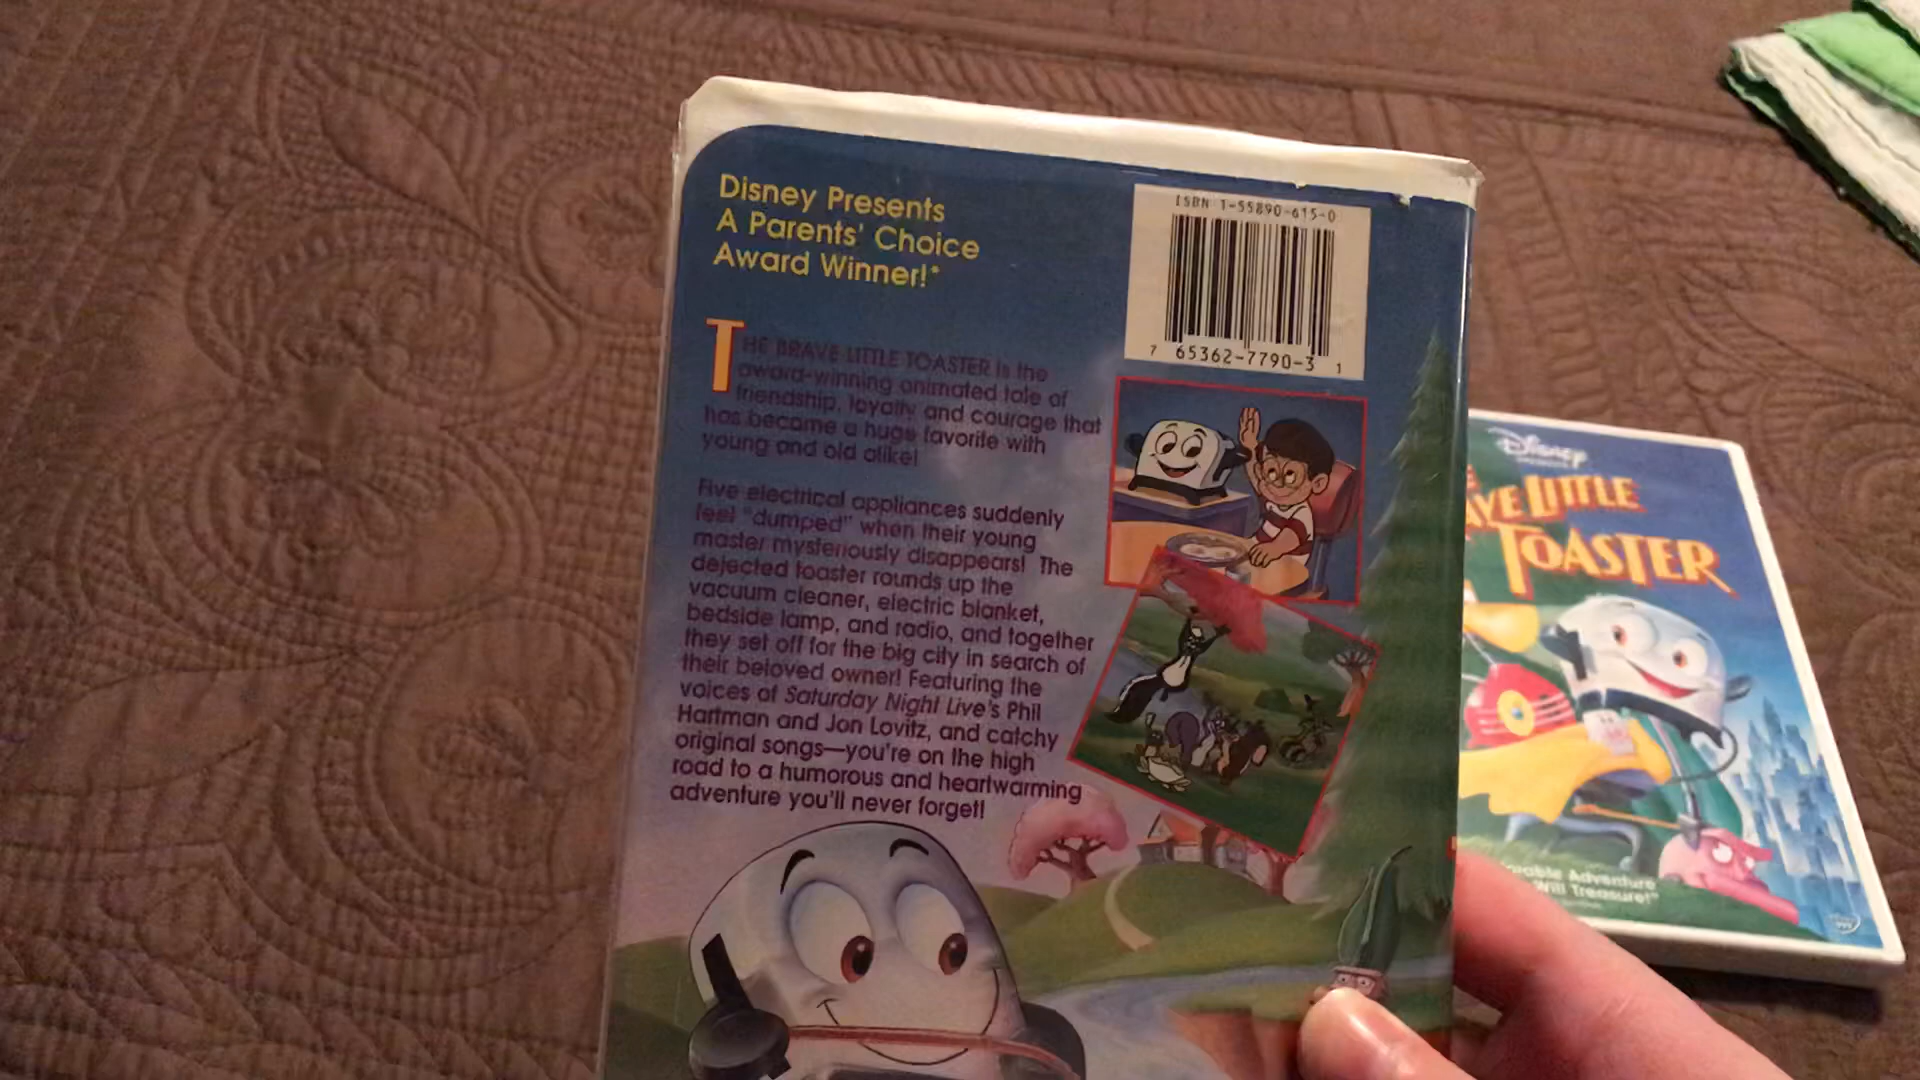 Disney Presents
A Parents' Choice
Award Winner!*
ISBN 1-55890-615-0
7 65362-7790-3 1
THE BRAVE LITTLE TOASTER is the
award-winning animated tale of
friendship, loyalty and courage that
has become a huge favorite with
young and old alike!
Five electrical appliances suddenly
feel "dumped" when their young
master mysteriously disappears! The
dejected toaster rounds up the
vacuum cleaner, electric blanket,
bedside lamp, and radio, and together
they set off for the big city in search of
their beloved owner! Featuring the
voices of Saturday Night Live's Phil
Hartman and Jon Lovitz, and catchy
original songs—you're on the high
road to a humorous and heartwarming
adventure you'll never forget!
Disney
LITTLE
TOASTER
Adventure
Will Treasure!"